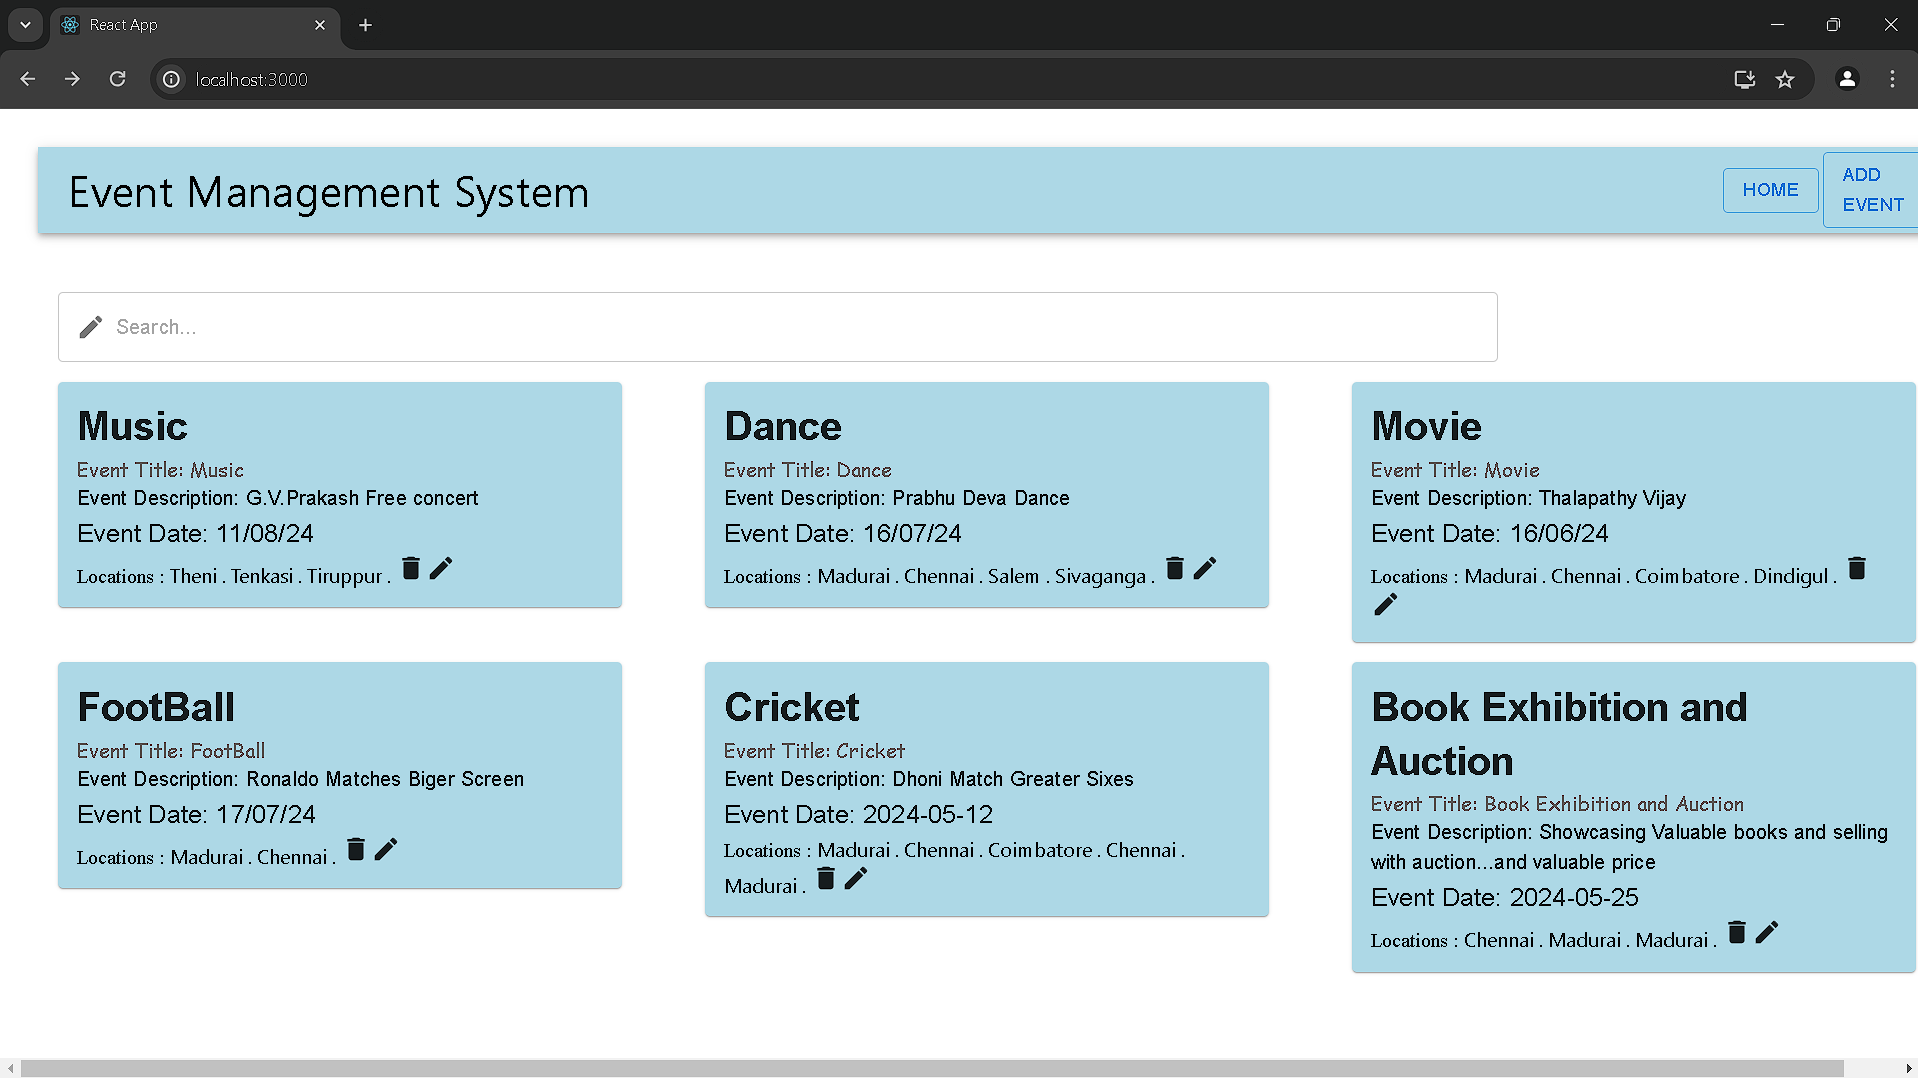 React App
localhost:3000
Event Management System
HOME
ADD
EVENT
Search...
Music
Event Title: Music
Event Description: G.V.Prakash Free concert
Event Date: 11/08/24
Locations : Theni . Tenkasi . Tiruppur .
Dance
Event Title: Dance
Event Description: Prabhu Deva Dance
Event Date: 16/07/24
Locations : Madurai . Chennai . Salem . Sivaganga .
Movie
Event Title: Movie
Event Description: Thalapathy Vijay
Event Date: 16/06/24
Locations : Madurai . Chennai . Coimbatore . Dindigul .
FootBall
Event Title: FootBall
Event Description: Ronaldo Matches Biger Screen
Event Date: 17/07/24
Locations : Madurai . Chennai .
Cricket
Event Title: Cricket
Event Description: Dhoni Match Greater Sixes
Event Date: 2024-05-12
Locations : Madurai . Chennai . Coimbatore . Chennai .
Madurai .
Book Exhibition and
Auction
Event Title: Book Exhibition and Auction
Event Description: Showcasing Valuable books and selling
with auction...and valuable price
Event Date: 2024-05-25
Locations : Chennai . Madurai . Madurai .